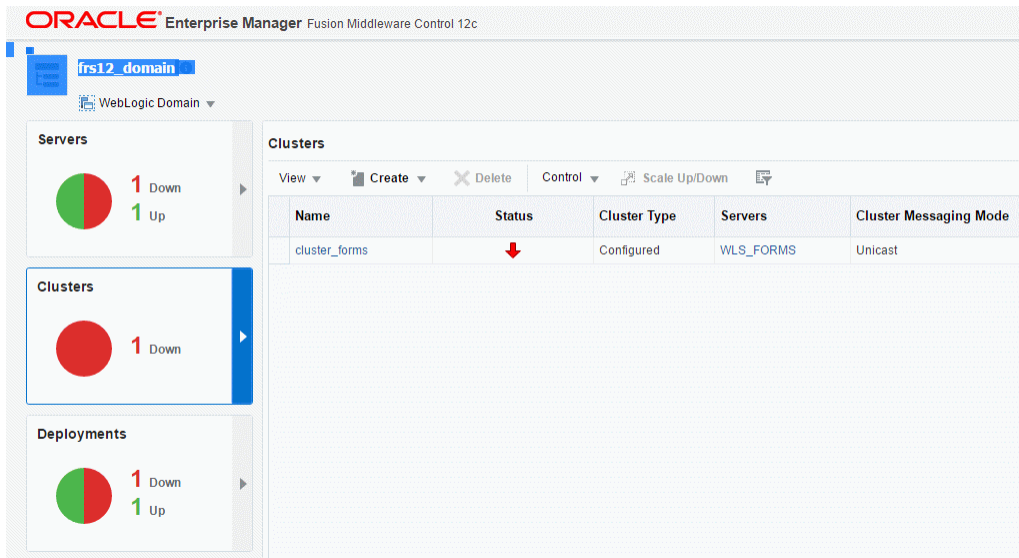 ORACLE® Enterprise Manager Fusion Middleware Control 12c
frs12_domain
WebLogic Domain
Servers
1 Down
1 Up
Clusters
1 Down
Deployments
1 Down
1 Up
Clusters
View Create Delete Control Scale Up/Down
Name Status Cluster Type Servers Cluster Messaging Mode
cluster_forms Configured WLS_FORMS Unicast